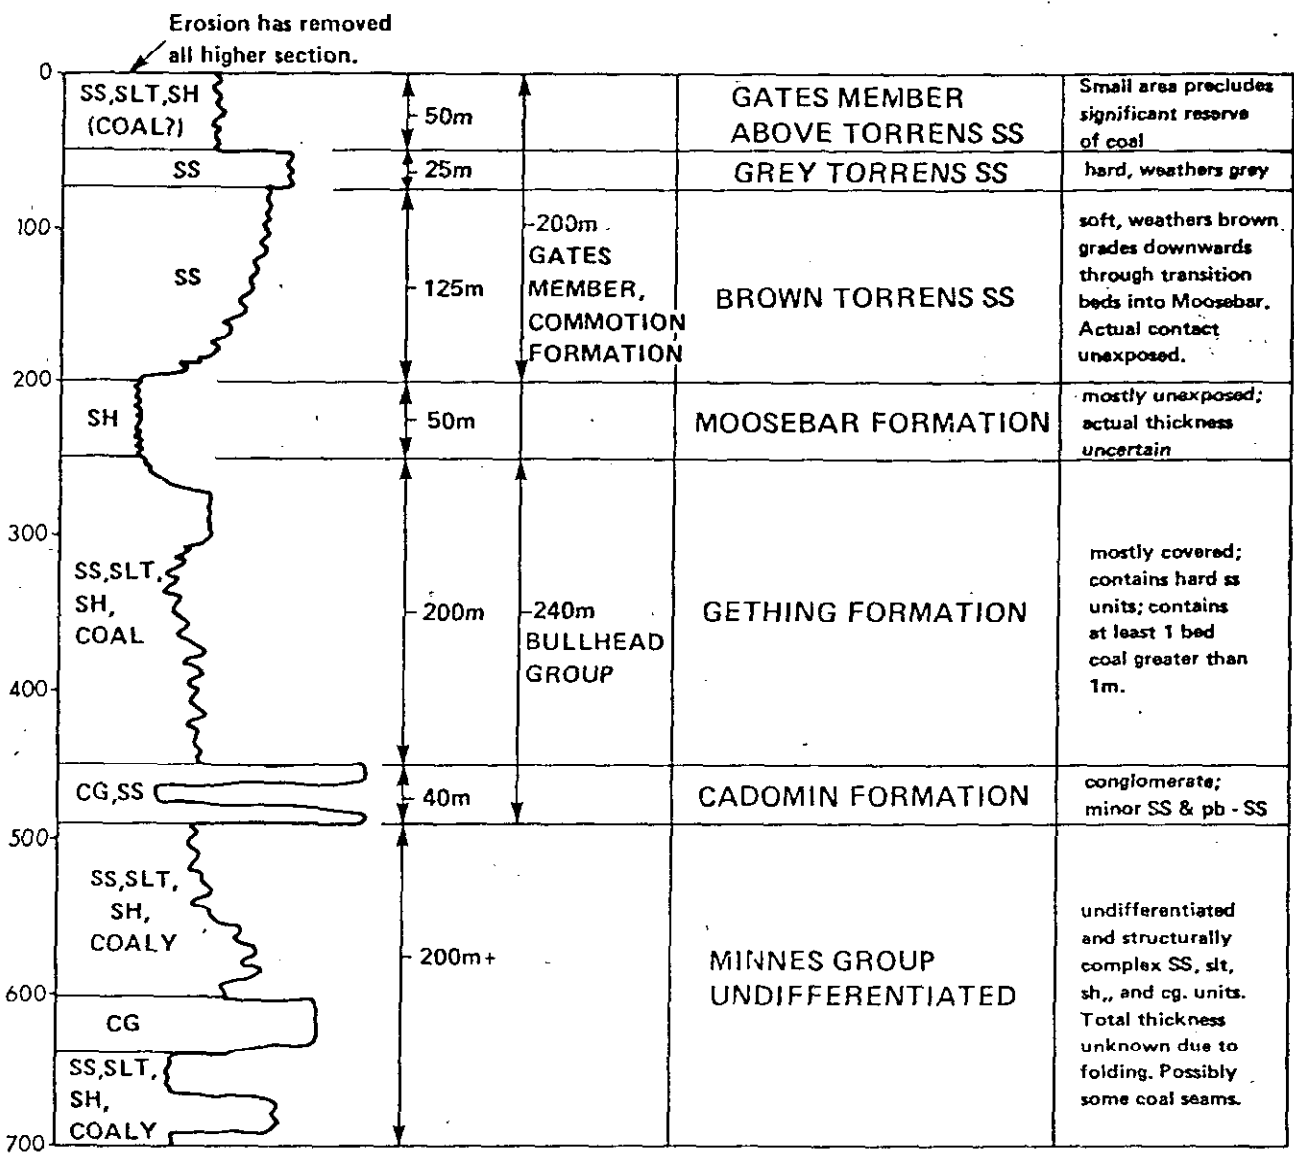 Erosion has removed
all higher section.
0
SS,SLT,SH
(COAL?)
50m
GATES MEMBER
ABOVE TORRENS SS
Small area precludes
significant reserve
of coal
SS
25m
GREY TORRENS SS
hard, weathers grey
100
SS
125m
200m
GATES
MEMBER,
COMMOTION
FORMATION
BROWN TORRENS SS
soft, weathers brown
grades downwards
through transition
beds into Moosebar.
Actual contact
unexposed.
200
SH
50m
MOOSEBAR FORMATION
mostly unexposed;
actual thickness
uncertain
300
SS,SLT,
SH,
COAL
200m
240m
BULLHEAD
GROUP
GETHING FORMATION
mostly covered;
contains hard ss
units; contains
at least 1 bed
coal greater than
1m.
400
CG,SS
40m
CADOMIN FORMATION
conglomerate;
minor SS & pb - SS
500
SS,SLT,
SH,
COALY
200m+
MINNES GROUP
UNDIFFERENTIATED
undifferentiated
and structurally
complex SS, slt,
sh,, and cg. units.
Total thickness
unknown due to
folding. Possibly
some coal seams.
600
CG
SS,SLT,
SH,
COALY
700